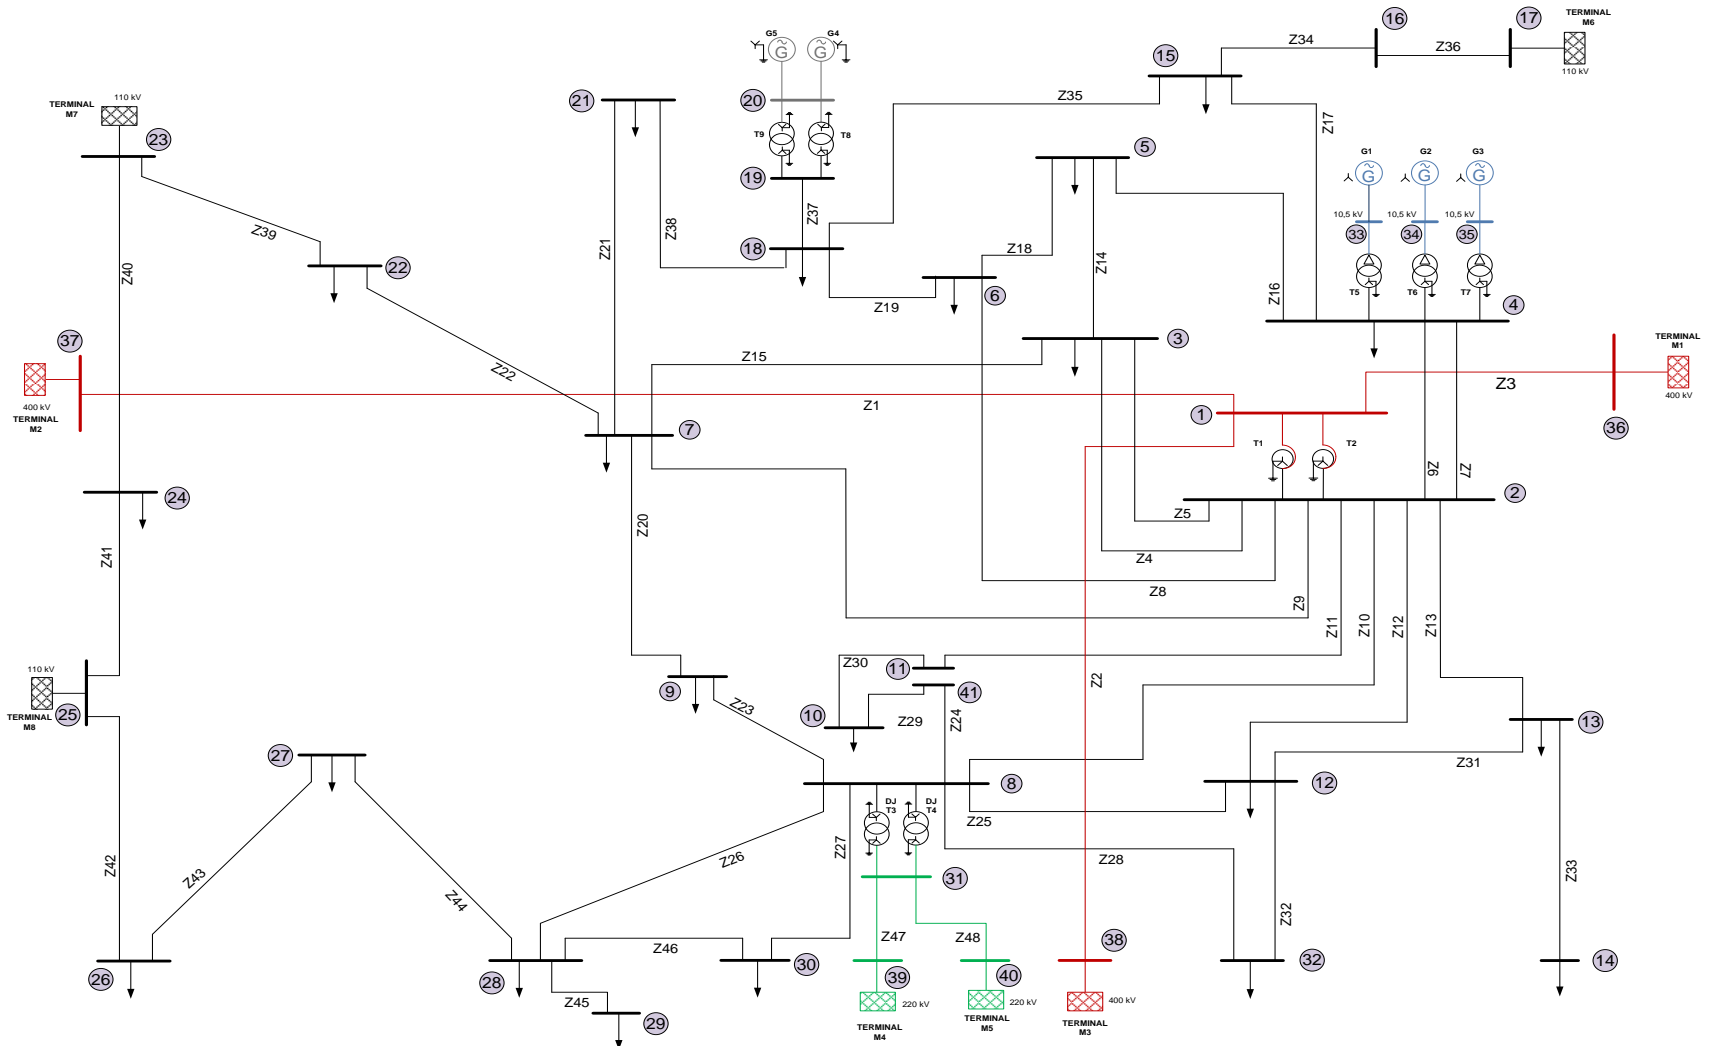 G5
G4
16
17
TERMINAL
M6
Z34
Z36
G̃
G̃
15
110 kV
TERMINAL
M7
110 kV
21
20
Z35
T9
T8
Z17
23
5
G1
G2
G3
G̃
G̃
G̃
19
Z37
10,5 kV
10,5 kV
10,5 kV
33
34
35
Z39
Z40
Z21
Z38
18
Z18
Z14
22
Z19
6
Z16
T5
T6
T7
4
37
3
TERMINAL
M1
Z15
Z22
Z3
400 kV
400 kV
TERMINAL
M2
Z1
1
7
36
T1
T2
Z6
Z7
24
2
Z20
Z5
Z41
Z4
Z8
Z9
Z11
Z10
Z12
Z13
Z30
11
110 kV
Z2
9
41
TERMINAL
M8
25
Z23
10
Z29
Z24
13
27
Z31
8
12
DJ
T3
DJ
T4
Z25
Z42
Z43
Z44
Z26
Z27
Z28
31
Z33
Z32
Z46
Z47
Z48
38
26
28
30
39
40
32
14
Z45
220 kV
220 kV
400 kV
29
TERMINAL
M4
TERMINAL
M5
TERMINAL
M3